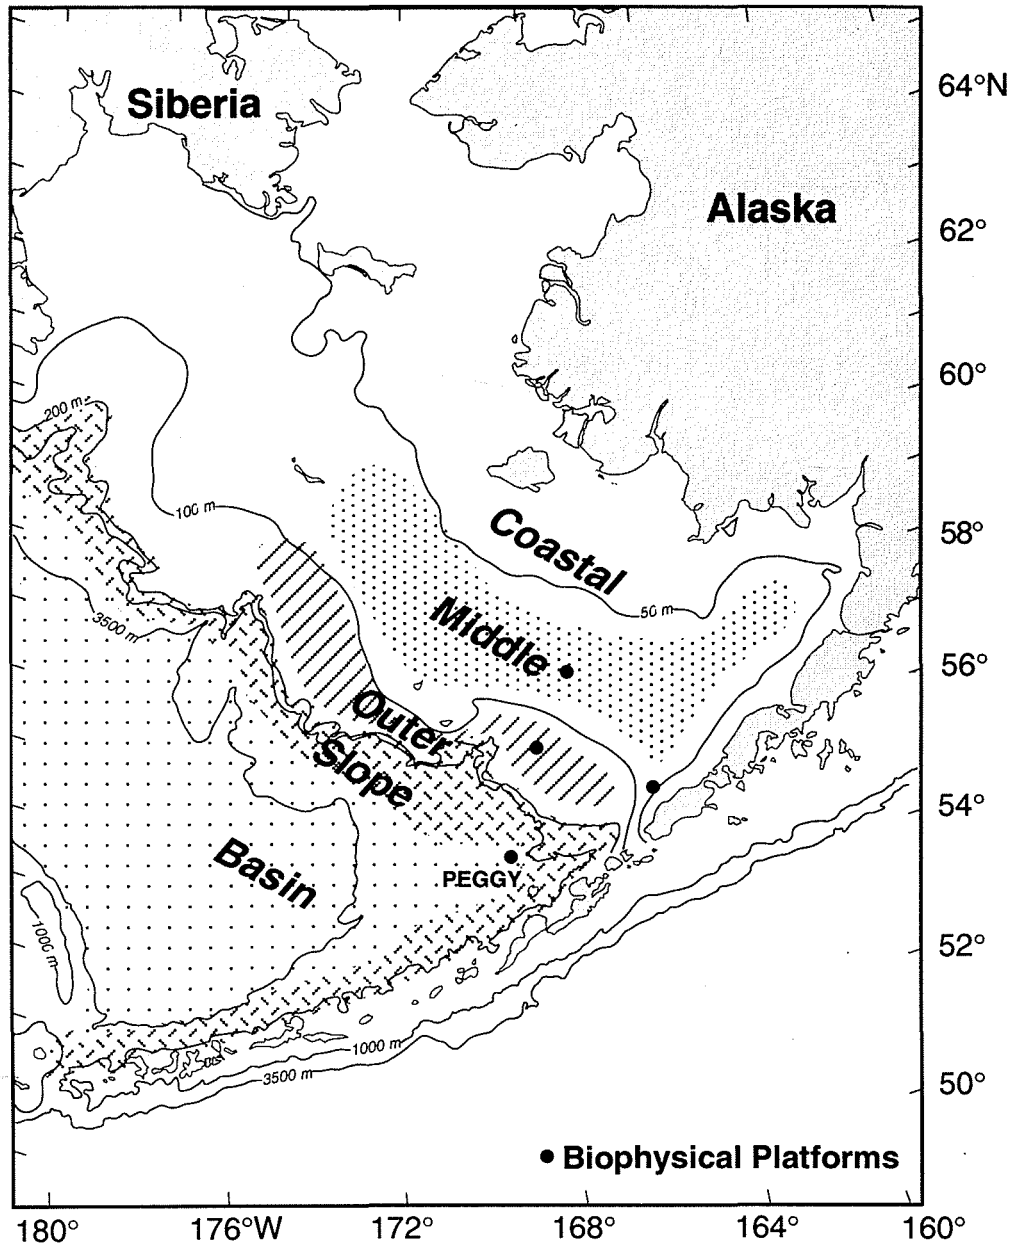 Siberia
64°N
Alaska
62°
60°
200 m
100 m
58°
Coastal
50 m
3500 m
Middle
56°
Outer
Slope
54°
Basin
PEGGY
1000 m
52°
1000 m
3500 m
50°
Biophysical Platforms
180° 176°W 172° 168° 164° 160°